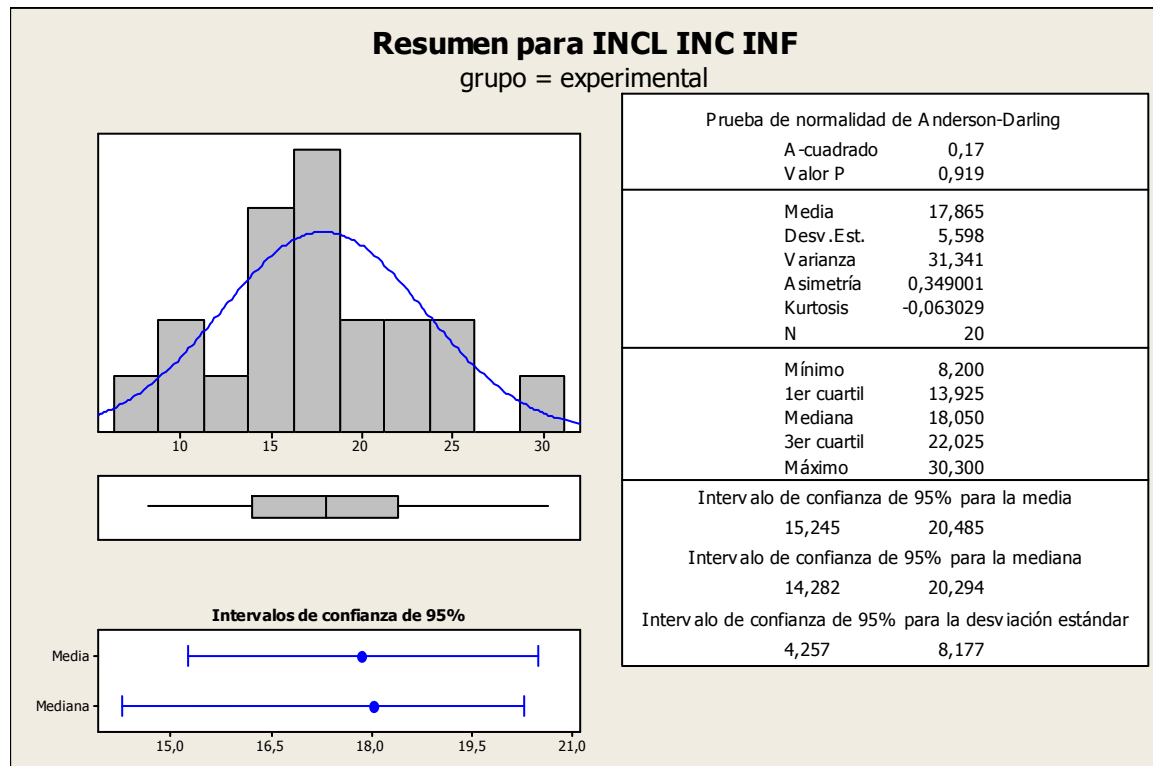 Resumen para INCL INC INF
grupo = experimental
10 15 20 25 30
Intervalos de confianza de 95%
Media
Mediana
15,0 16,5 18,0 19,5 21,0
Prueba de normalidad de Anderson-Darling
A-cuadrado 0,17
Valor P 0,919
Media 17,865
Desv.Est. 5,598
Varianza 31,341
Asimetría 0,349001
Kurtosis -0,063029
N 20
Mínimo 8,200
1er cuartil 13,925
Mediana 18,050
3er cuartil 22,025
Máximo 30,300
Intervalo de confianza de 95% para la media
15,245 20,485
Intervalo de confianza de 95% para la mediana
14,282 20,294
Intervalo de confianza de 95% para la desviación estándar
4,257 8,177